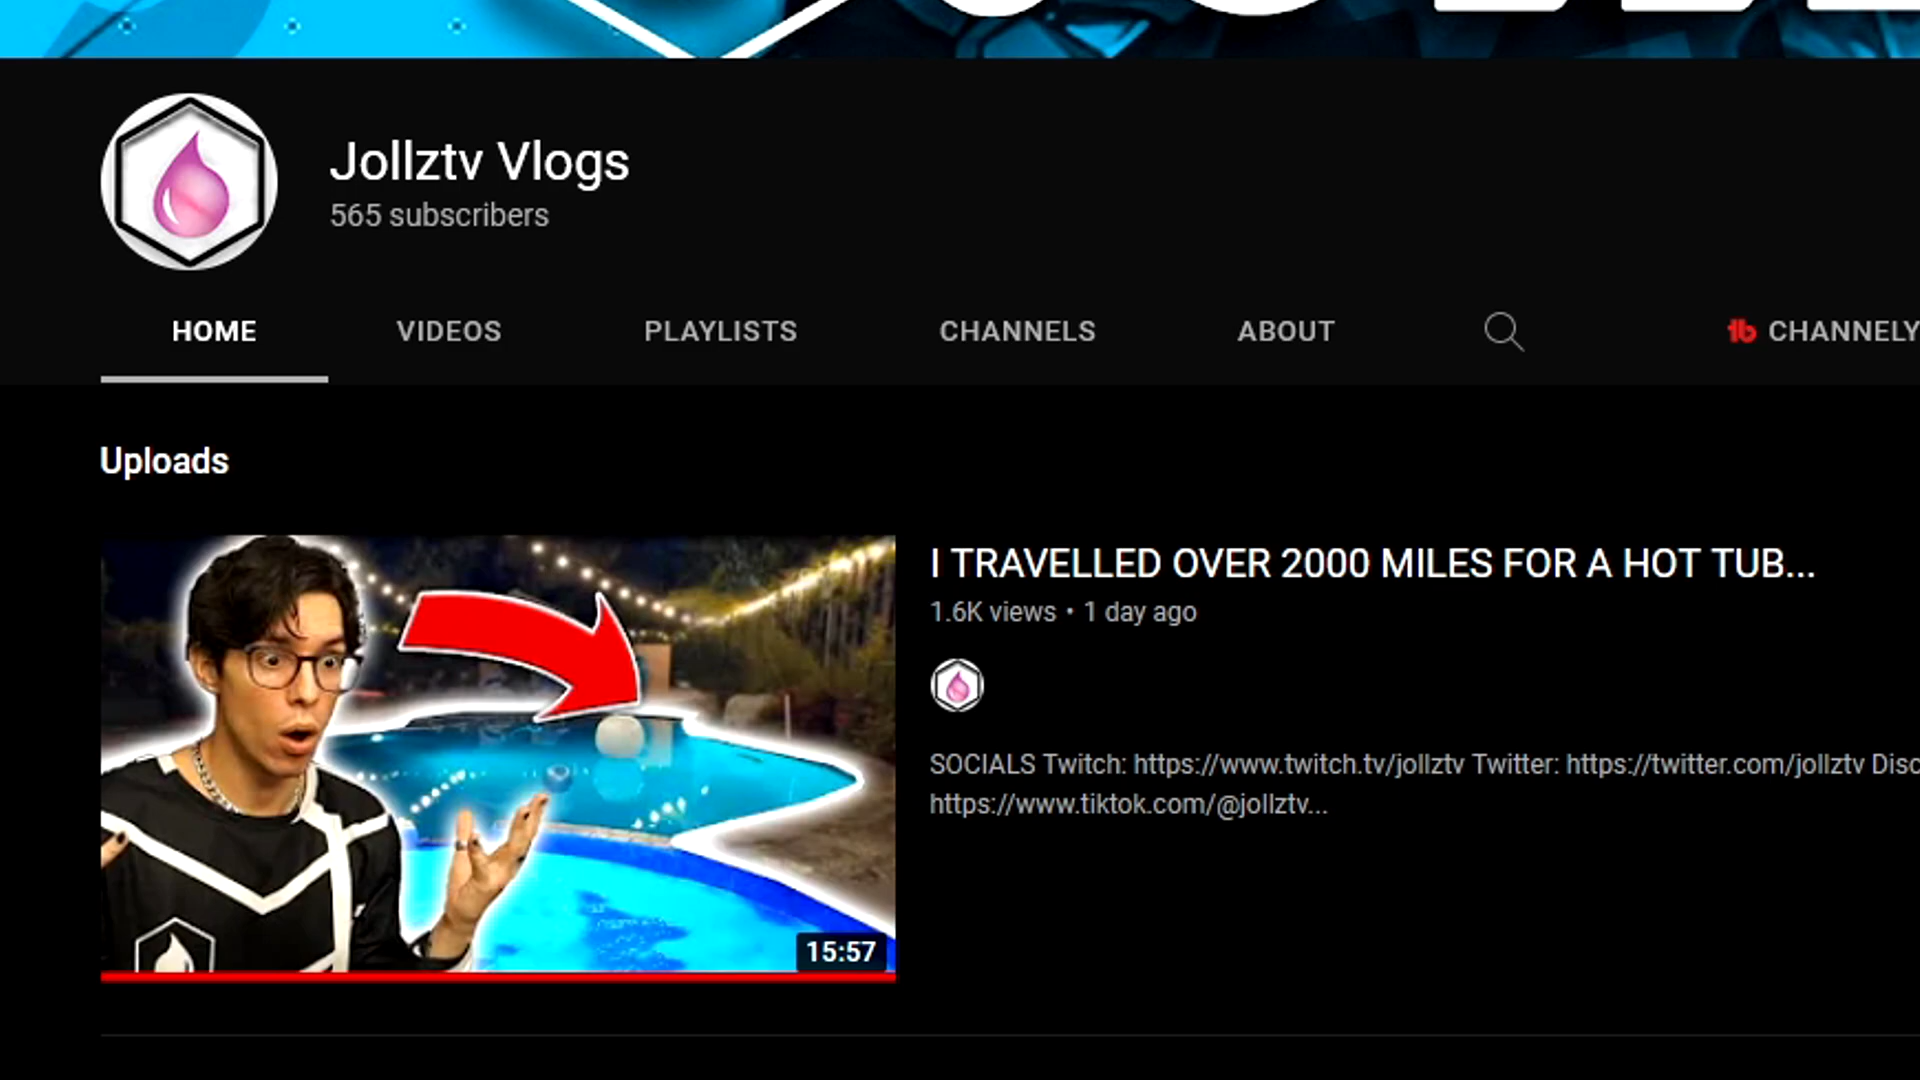 Jollztv Vlogs
565 subscribers
HOME VIDEOS PLAYLISTS CHANNELS ABOUT CHANNELY
Uploads
I TRAVELLED OVER 2000 MILES FOR A HOT TUB...
1.6K views • 1 day ago
SOCIALS Twitch: https://www.twitch.tv/jollztv Twitter: https://twitter.com/jollztv Disc
https://www.tiktok.com/@jollztv...
15:57